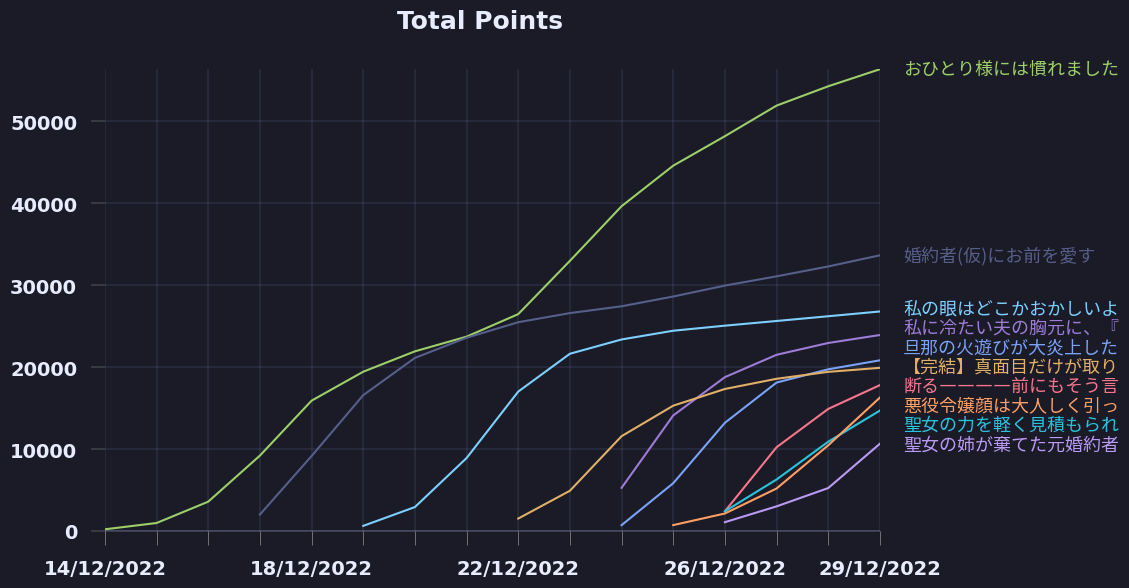 Total Points
50000
40000
30000
20000
10000
0
14/12/2022
18/12/2022
22/12/2022
26/12/2022
29/12/2022
おひとり様には慣れました
婚約者(仮)にお前を愛す
私の眼はどこかおかしいよ
私に冷たい夫の胸元に、『
旦那の火遊びが大炎上した
【完結】真面目だけが取り
断る一一一一前にもそう言
悪役令嬢顔は大人しく引っ
聖女の力を軽く見積もられ
聖女の姉が棄てた元婚約者